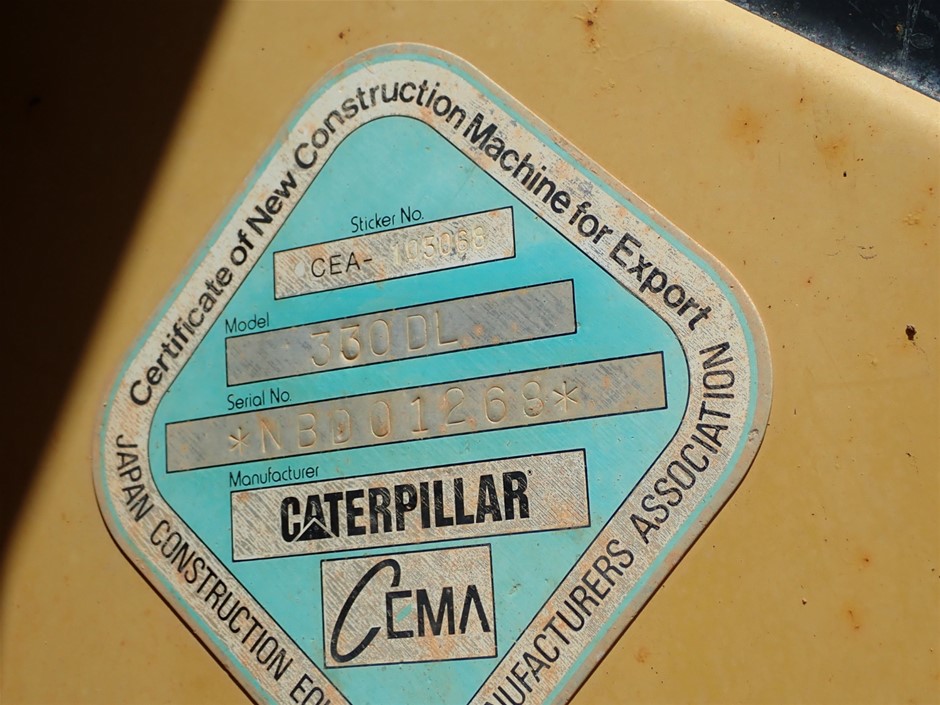 Certificate of New Construction Machine for Export
Sticker No.
CEA- 105068
Model
330DL
Serial No.
*NBD01268*
Manufacturer
CATERPILLAR
CEMA
JAPAN CONSTRUCTION
MANUFACTURERS ASSOCIATION